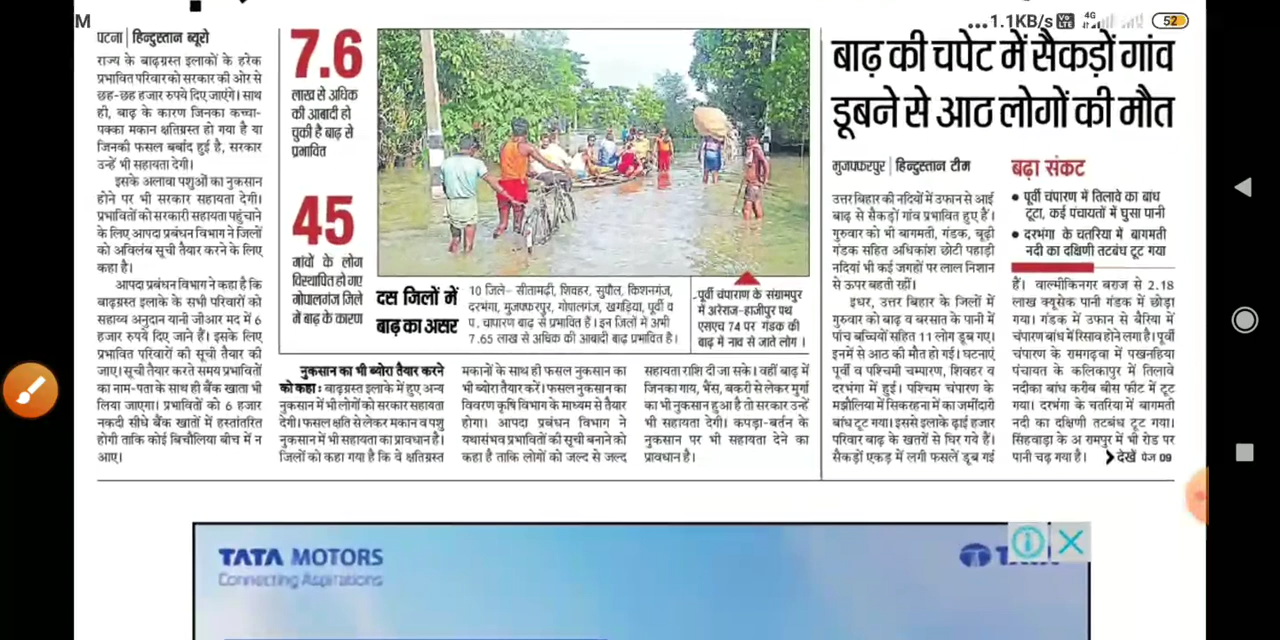 M
...1.1KB/s Vo LTE 4G 52
पटना | हिन्दुस्तान ब्यूरो
राज्य के बाढ़ग्रस्त इलाकों के हरेक
प्रभावित परिवार को सरकार की ओर से
छह-छह हजार रुपये दिए जाएंगे। साथ
ही, बाढ़ के कारण जिनका कच्चा-
पक्का मकान क्षतिग्रस्त हो गया है या
जिनकी फसल बर्बाद हुई है, सरकार
उन्हें भी सहायता देगी।
इसके अलावा पशुओं का नुकसान
होने पर भी सरकार सहायता देगी।
प्रभावितों को सरकारी सहायता पहुंचाने
के लिए आपदा प्रबंधन विभाग ने जिलों
को अविलंब सूची तैयार करने के लिए
कहा है।
आपदा प्रबंधन विभाग ने कहा है कि
बाढ़ग्रस्त इलाके के सभी परिवारों को
सहाय्य अनुदान यानी जीआर मद में 6
हजार रुपये दिए जाने हैं। इसके लिए
प्रभावित परिवारों की सूची तैयार की
जाए। सूची तैयार करते समय प्रभावितों
का नाम-पता के साथ ही बैंक खाता भी
लिया जाएगा। प्रभावितों को 6 हजार
नकदी सीधे बैंक खातों में हस्तांतरित
होगी ताकि कोई बिचौलिया बीच में न
आए।
7.6
लाख से अधिक
की आबादी हो
चुकी है बाढ़ से
प्रभावित
45
गांवों के लोग
विस्थापित हो गए
गोपालगंज जिले
में बाढ़ के कारण
दस जिलों में
बाढ़ का असर
10 जिले- सीतामढ़ी, शिवहर, सुपौल, किशनगंज,
दरभंगा, मुजफ्फरपुर, गोपालगंज, खगड़िया, पूर्वी व
प. चंपारण बाढ़ से प्रभावित है। इन जिलों में अभी
7.65 लाख से अधिक की आबादी बाढ़ प्रभावित है।
पूर्वी चंपाराण के संग्रामपुर
में अरेराज-हाजीपुर पथ
एसएच 74 पर गंडक की
बाढ़ में नाव से जाते लोग।
नुकसान का भी ब्योरा तैयार करने
को कहा: बाढ़ग्रस्त इलाके में हुए अन्य
नुकसान में भी लोगों को सरकार सहायता
देगी। फसल क्षति से लेकर मकान व पशु
नुकसान में भी सहायता का प्रावधान है।
जिलों को कहा गया है कि वे क्षतिग्रस्त
मकानों के साथ ही फसल नुकसान का
भी ब्योरा तैयार करें। फसल नुकसान का
विवरण कृषि विभाग के माध्यम से तैयार
होगा। आपदा प्रबंधन विभाग ने
यथासंभव प्रभावितों की सूची बनाने को
कहा है ताकि लोगों को जल्द से जल्द
सहायता राशि दी जा सके। वहीं बाढ़ में
जिनका गाय, भैंस, बकरी से लेकर मुर्गा
का भी नुकसान हुआ है तो सरकार उन्हें
भी सहायता देगी। कपड़ा-बर्तन के
नुकसान पर भी सहायता देने का
प्रावधान है।
बाढ़ की चपेट में सैकड़ों गांव
डूबने से आठ लोगों की मौत
मुजफ्फरपुर | हिन्दुस्तान टीम
उत्तर बिहार की नदियों में उफान से आई
बाढ़ से सैकड़ों गांव प्रभावित हुए हैं।
गुरुवार को भी बागमती, गंडक, बूढ़ी
गंडक सहित अधिकांश छोटी पहाड़ी
नदियां भी कई जगहों पर लाल निशान
से ऊपर बहती रहीं।
इधर, उत्तर बिहार के जिलों में
गुरुवार को बाढ़ व बरसात के पानी में
पांच बच्चियों सहित 11 लोग डूब गए।
इनमें से आठ की मौत हो गई। घटनाएं
पूर्वी व पश्चिमी चम्पारण, शिवहर व
दरभंगा में हुई। पश्चिम चंपारण के
मझौलिया में सिकरहना में का जमींदारी
बांध टूट गया। इससे इलाके ढाई हजार
परिवार बाढ़ के खतरों से घिर गये हैं।
सैकड़ों एकड़ में लगी फसलें डूब गई
बढ़ा संकट
● पूर्वी चंपारण में तिलावे का बांध
टूटा, कई पंचायतों में घुसा पानी
● दरभंगा के चतरिया में बागमती
नदी का दक्षिणी तटबंध टूट गया
हैं। वाल्मीकिनगर बराज से 2.18
लाख क्यूसेक पानी गंडक में छोड़ा
गया। गंडक में उफान से बैरिया में
चंपारण बांध में रिसाव होने लगा है। पूर्वी
चंपारण के रामगढ़वा में पखनहिया
पंचायत के कलिकापुर में तिलावे
नदी का बांध करीब बीस फीट में टूट
गया। दरभंगा के चतरिया में बागमती
नदी का दक्षिणी तटबंध टूट गया।
सिंहवाड़ा के अ रामपुर में भी रोड पर
पानी चढ़ गया है। ❯ देखें पेज 09
TATA MOTORS
Connecting Aspirations